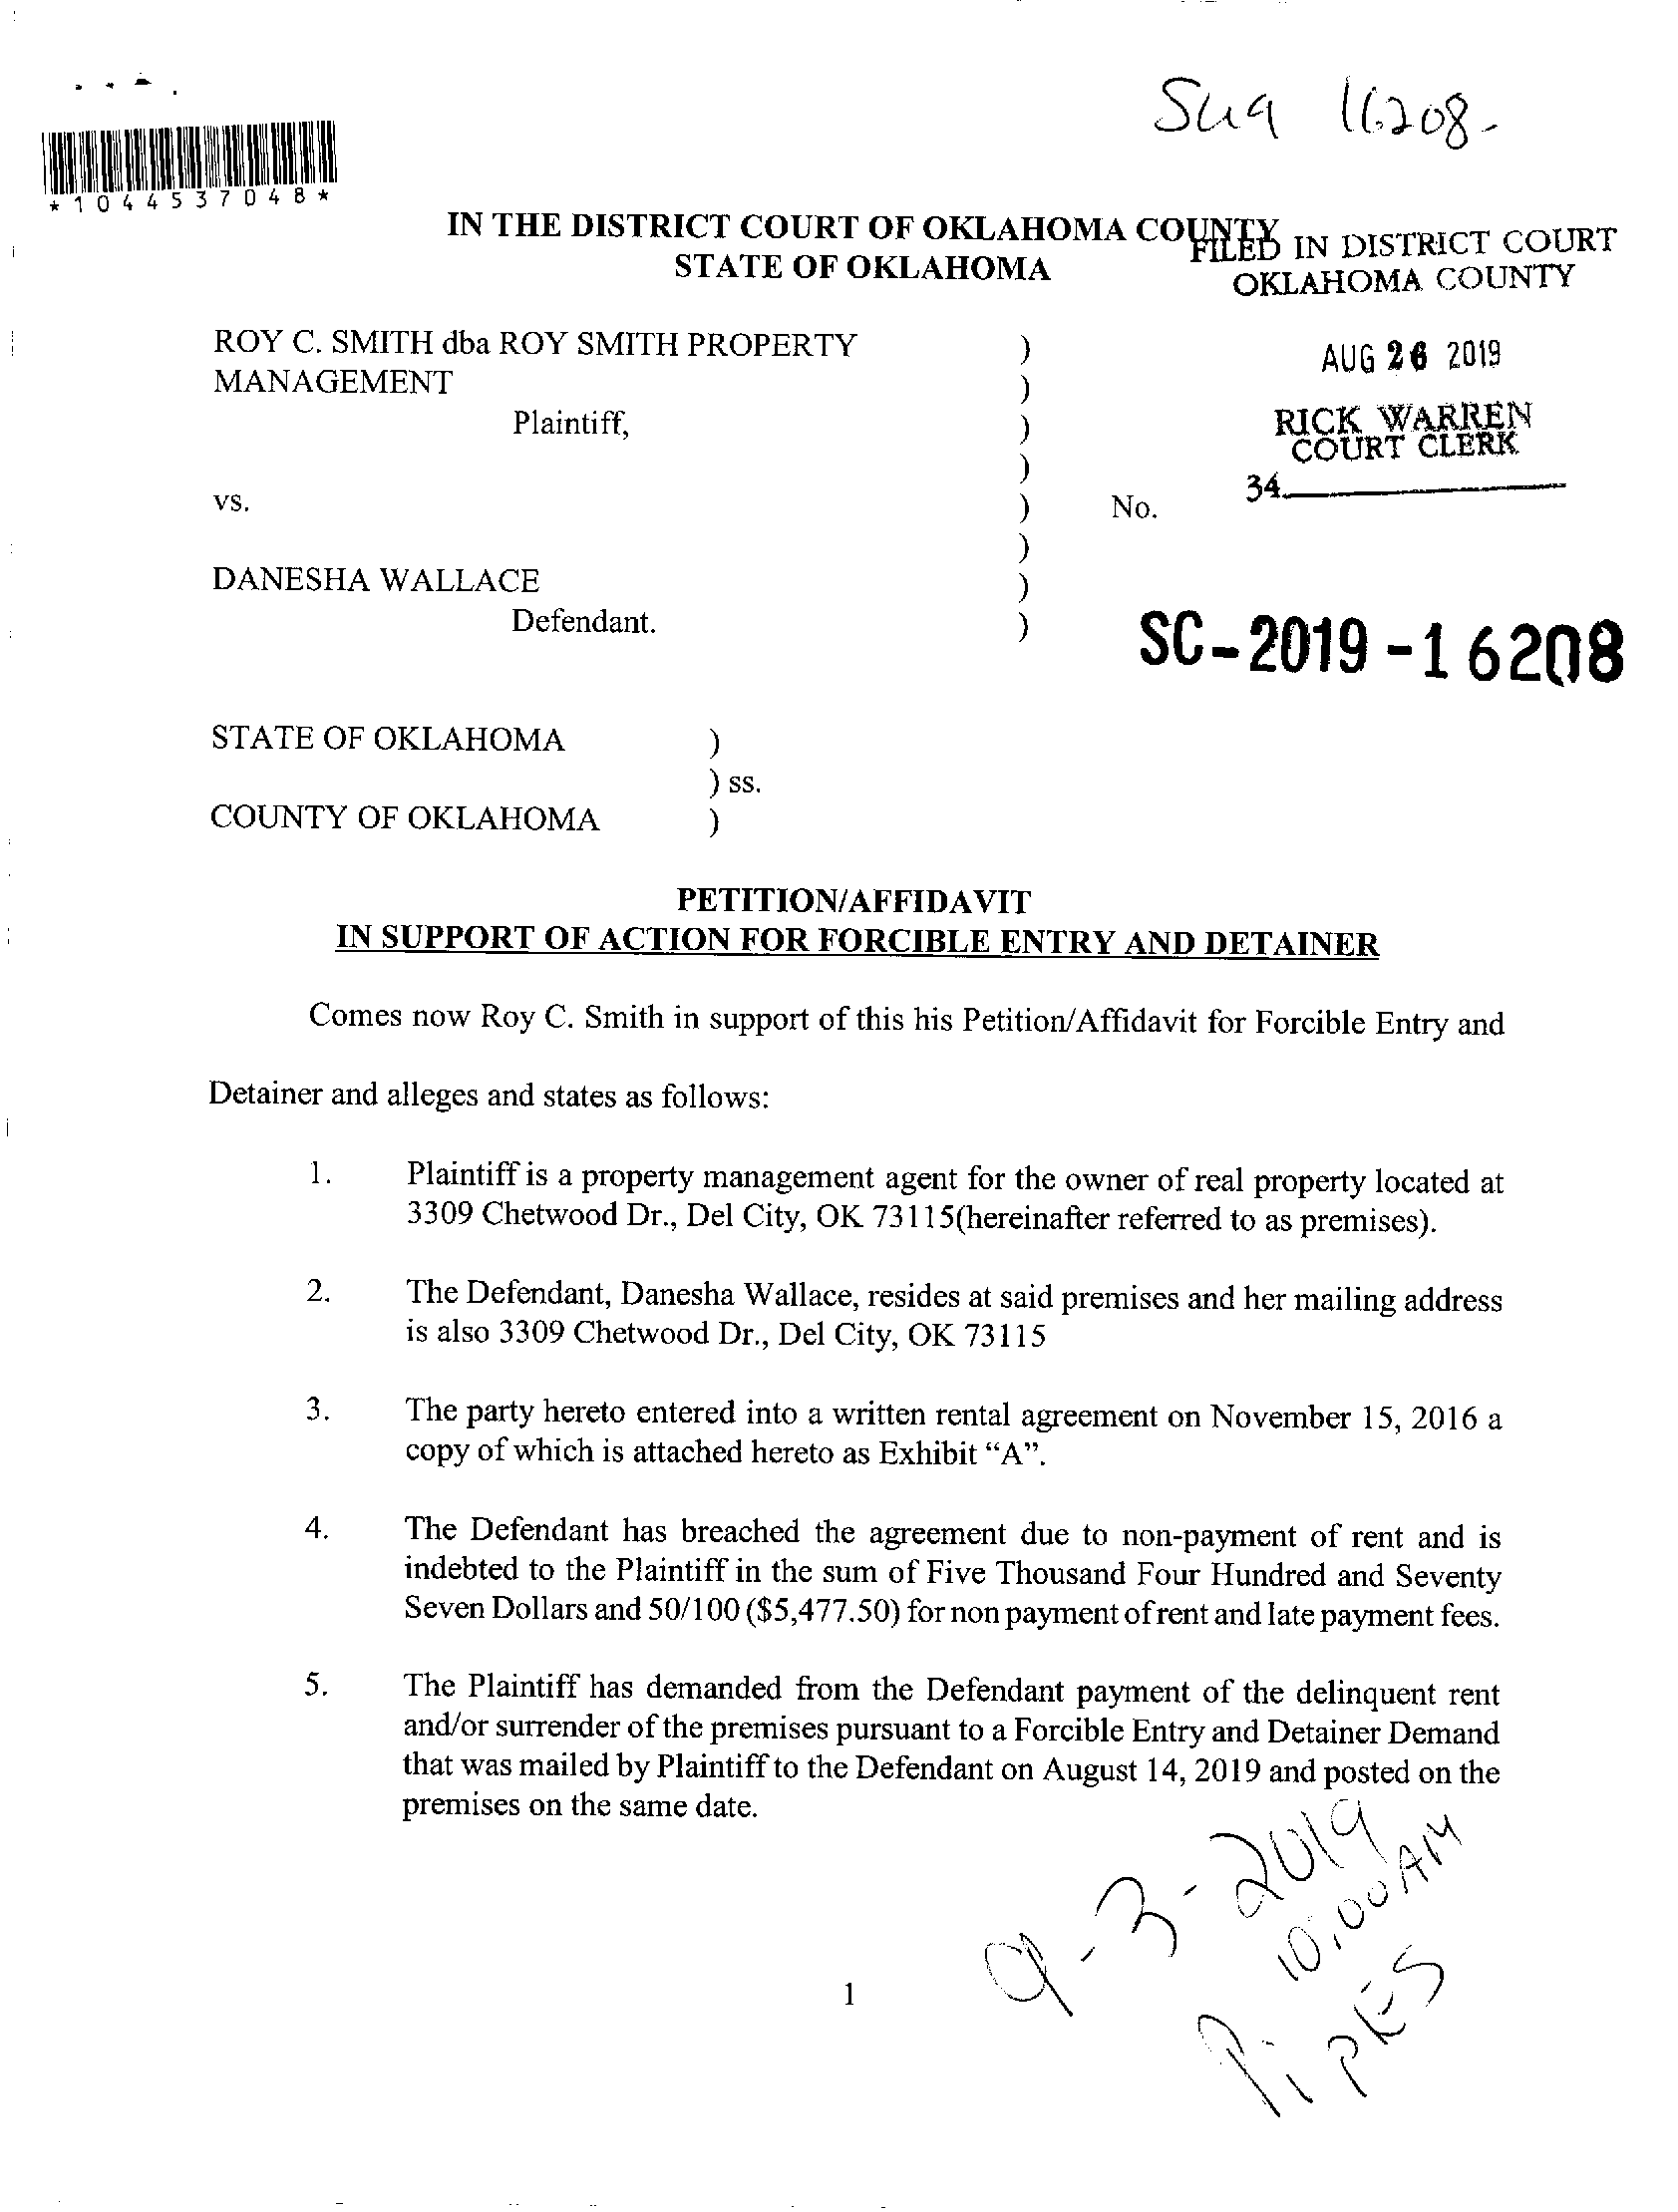 Sc19 16208-
*1044537048*
IN THE DISTRICT COURT OF OKLAHOMA COUNTY
STATE OF OKLAHOMA
FILED IN DISTRICT COURT
OKLAHOMA COUNTY
AUG 26 2019
RICK WARREN
COURT CLERK
34
ROY C. SMITH dba ROY SMITH PROPERTY )
MANAGEMENT )
Plaintiff, )
)
vs. ) No.
)
DANESHA WALLACE )
Defendant. )
SC-2019-16208
STATE OF OKLAHOMA )
) ss.
COUNTY OF OKLAHOMA )
PETITION/AFFIDAVIT
IN SUPPORT OF ACTION FOR FORCIBLE ENTRY AND DETAINER
Comes now Roy C. Smith in support of this his Petition/Affidavit for Forcible Entry and
Detainer and alleges and states as follows:
1. Plaintiff is a property management agent for the owner of real property located at
3309 Chetwood Dr., Del City, OK 73115(hereinafter referred to as premises).
2. The Defendant, Danesha Wallace, resides at said premises and her mailing address
is also 3309 Chetwood Dr., Del City, OK 73115
3. The party hereto entered into a written rental agreement on November 15, 2016 a
copy of which is attached hereto as Exhibit “A”.
4. The Defendant has breached the agreement due to non-payment of rent and is
indebted to the Plaintiff in the sum of Five Thousand Four Hundred and Seventy
Seven Dollars and 50/100 ($5,477.50) for non payment of rent and late payment fees.
5. The Plaintiff has demanded from the Defendant payment of the delinquent rent
and/or surrender of the premises pursuant to a Forcible Entry and Detainer Demand
that was mailed by Plaintiff to the Defendant on August 14, 2019 and posted on the
premises on the same date.
9-3-2019
10:00 AM
PiPES
1